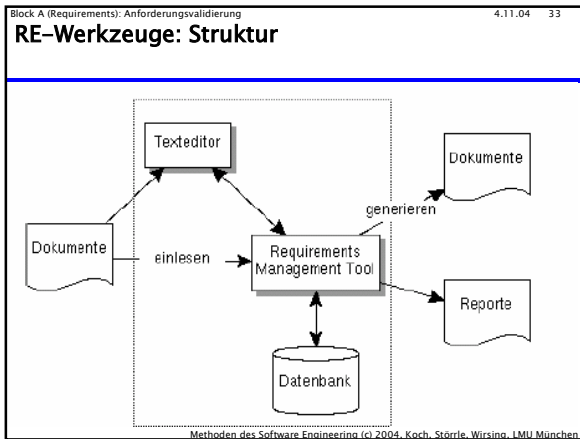 Block A (Requirements): Anforderungsvalidierung 4.11.04 33
RE-Werkzeuge: Struktur
Texteditor
Dokumente
generieren
Dokumente
einlesen
Requirements
Management Tool
Reporte
Datenbank
Methoden des Software Engineering (c) 2004, Koch, Störrle, Wirsing, LMU München